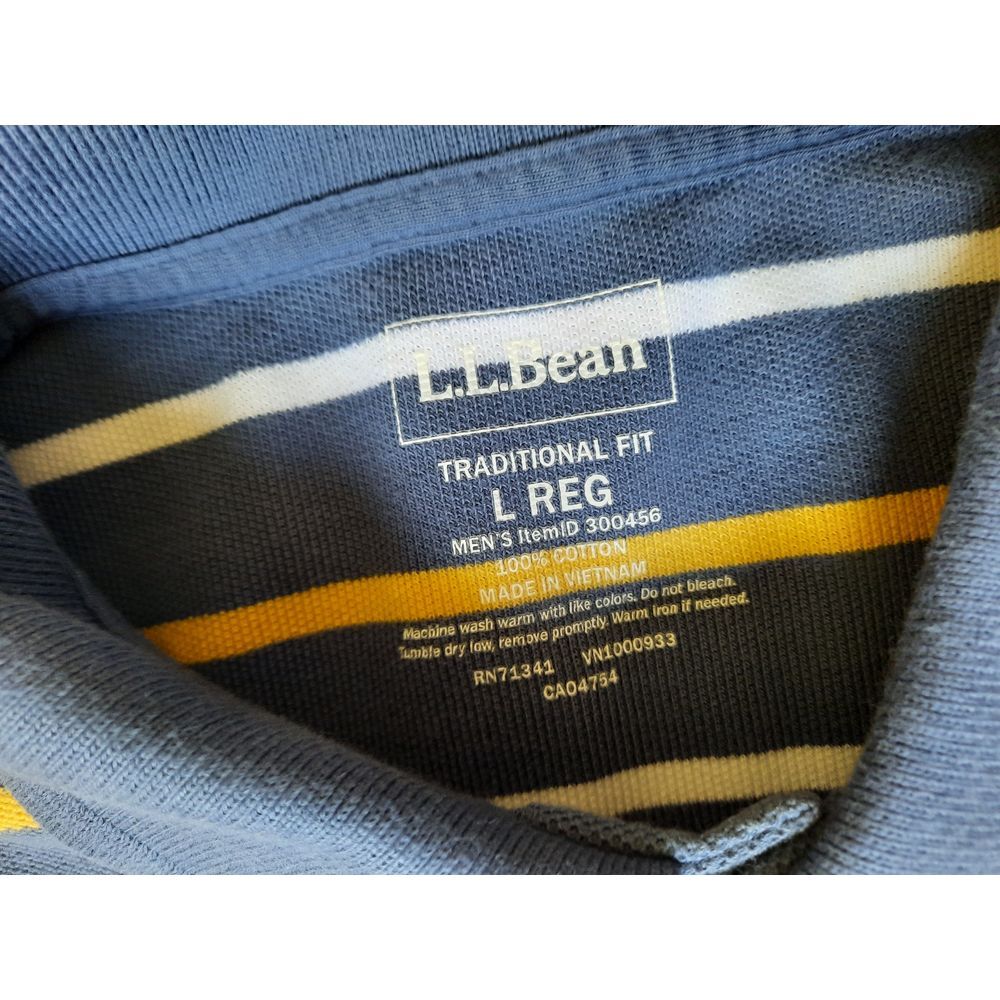 L.L.Bean
TRADITIONAL FIT
L REG
MEN'S ItemID 300456
100% COTTON
MADE IN VIETNAM
Machine wash warm with like colors. Do not bleach.
Tumble dry low, remove promptly. Warm iron if needed.
RN71341 VN1000933
CA04754